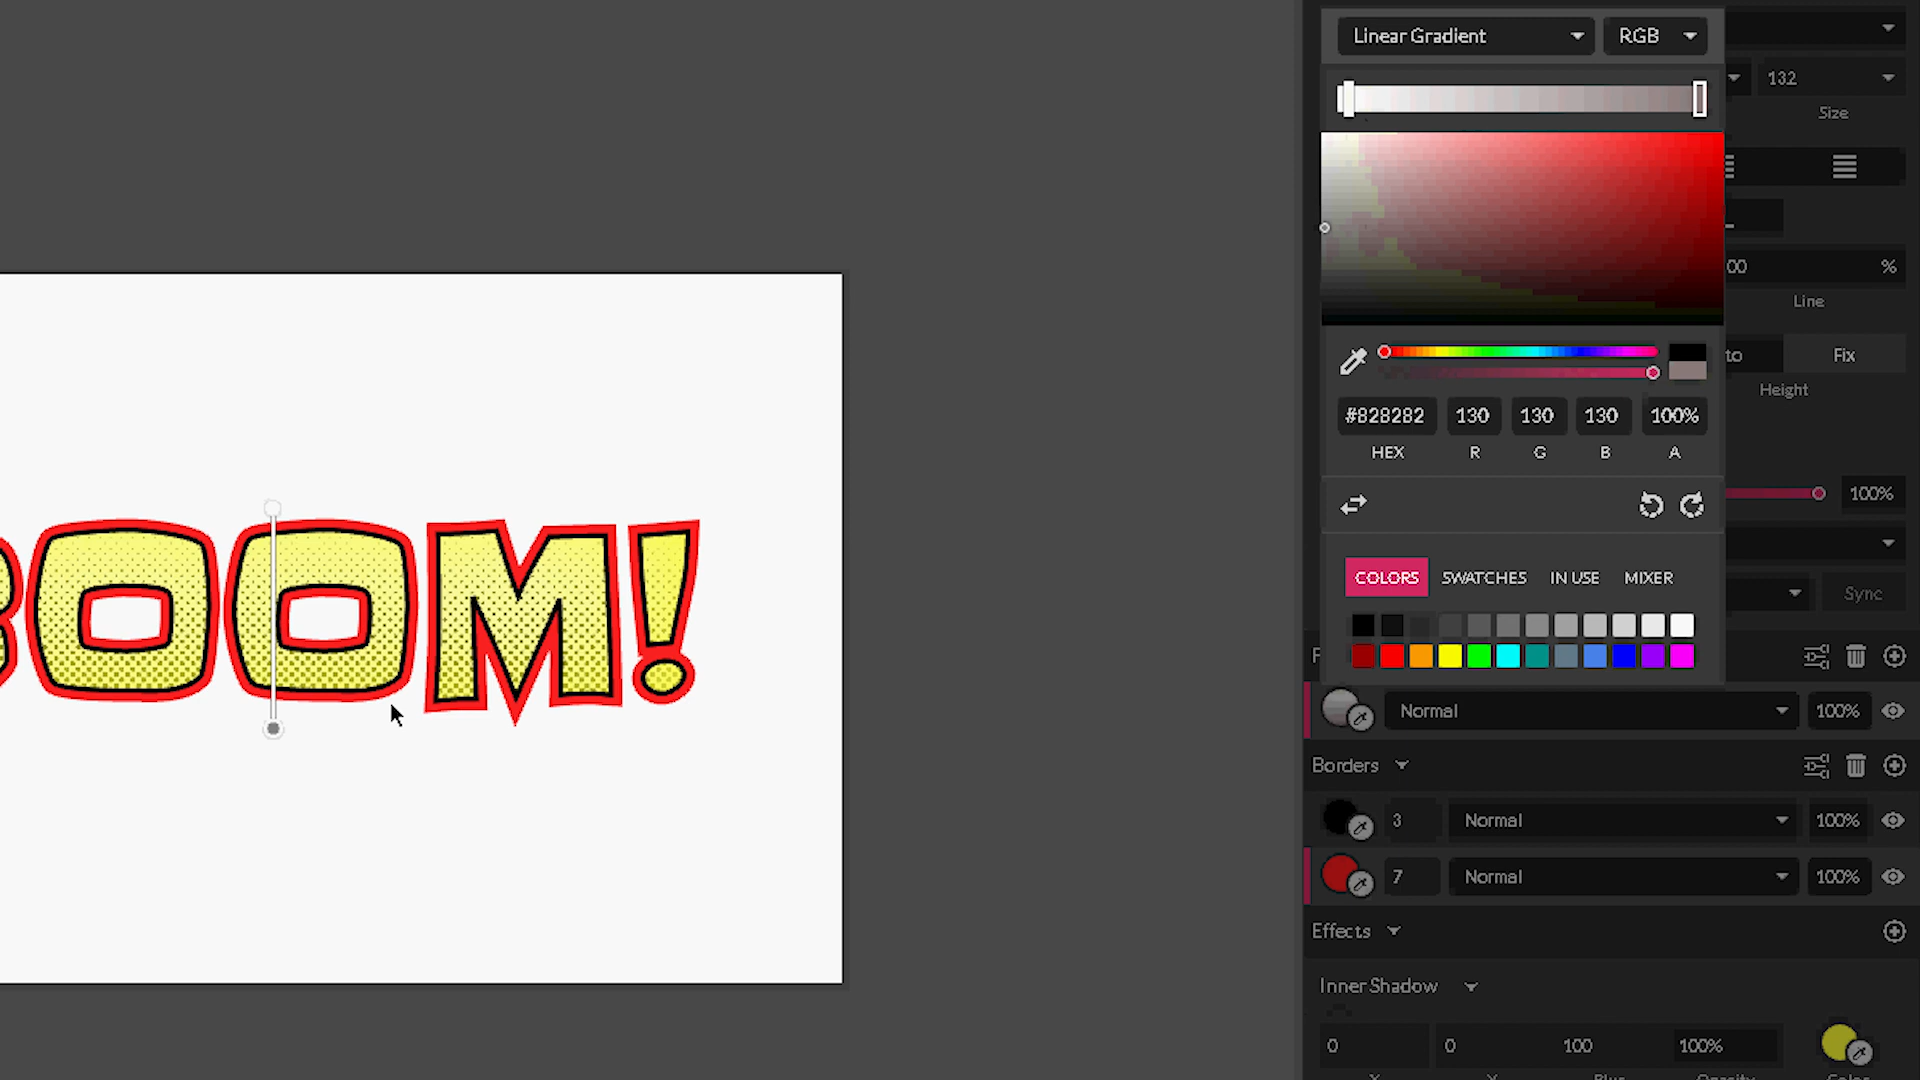 Linear Gradient RGB
132
Size
00 %
Line
to Fix
Height
#828282 130 130 130 100%
HEX R G B A
100%
COLORS SWATCHES IN USE MIXER
Sync
OOM!
F
Normal 100%
Borders
3 Normal 100%
7 Normal 100%
Effects
Inner Shadow
0 0 100 100%